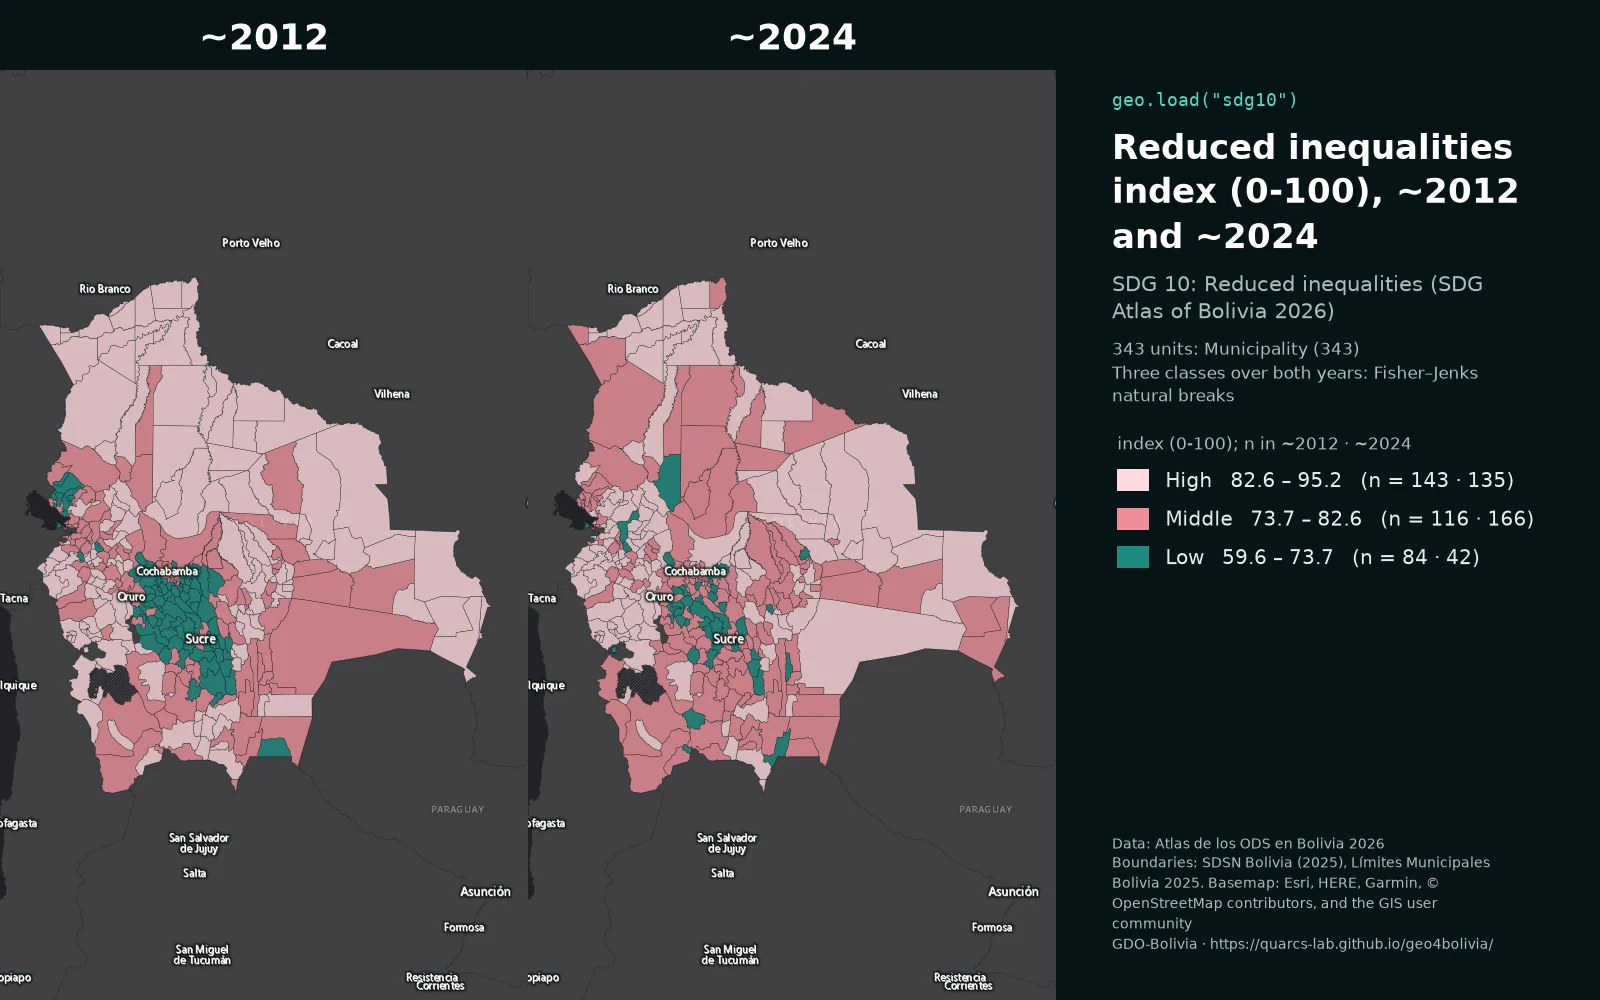 ~2012
~2024
geo.load("sdg10")
Reduced inequalities
index (0-100), ~2012
and ~2024
SDG 10: Reduced inequalities (SDG
Atlas of Bolivia 2026)
343 units: Municipality (343)
Three classes over both years: Fisher–Jenks
natural breaks
index (0-100); n in ~2012 · ~2024
High 82.6 – 95.2 (n = 143 · 135)
Middle 73.7 – 82.6 (n = 116 · 166)
Low 59.6 – 73.7 (n = 84 · 42)
Data: Atlas de los ODS en Bolivia 2026
Boundaries: SDSN Bolivia (2025), Límites Municipales
Bolivia 2025. Basemap: Esri, HERE, Garmin, ©
OpenStreetMap contributors, and the GIS user
community
GDO-Bolivia · https://quarcs-lab.github.io/geo4bolivia/
Porto Velho
Rio Branco
Cacoal
Vilhena
Cochabamba
Tacna
Oruro
Sucre
Iquique
PARAGUAY
ofagasta
San Salvador
de Jujuy
Salta
Asunción
Formosa
San Miguel
de Tucumán
opiapo
Resistencia
Corrientes
Porto Velho
Rio Branco
Cacoal
Vilhena
Cochabamba
Tacna
Oruro
Sucre
Iquique
PARAGUAY
ofagasta
San Salvador
de Jujuy
Salta
Asunción
Formosa
San Miguel
de Tucumán
opiapo
Resistencia
Corrientes